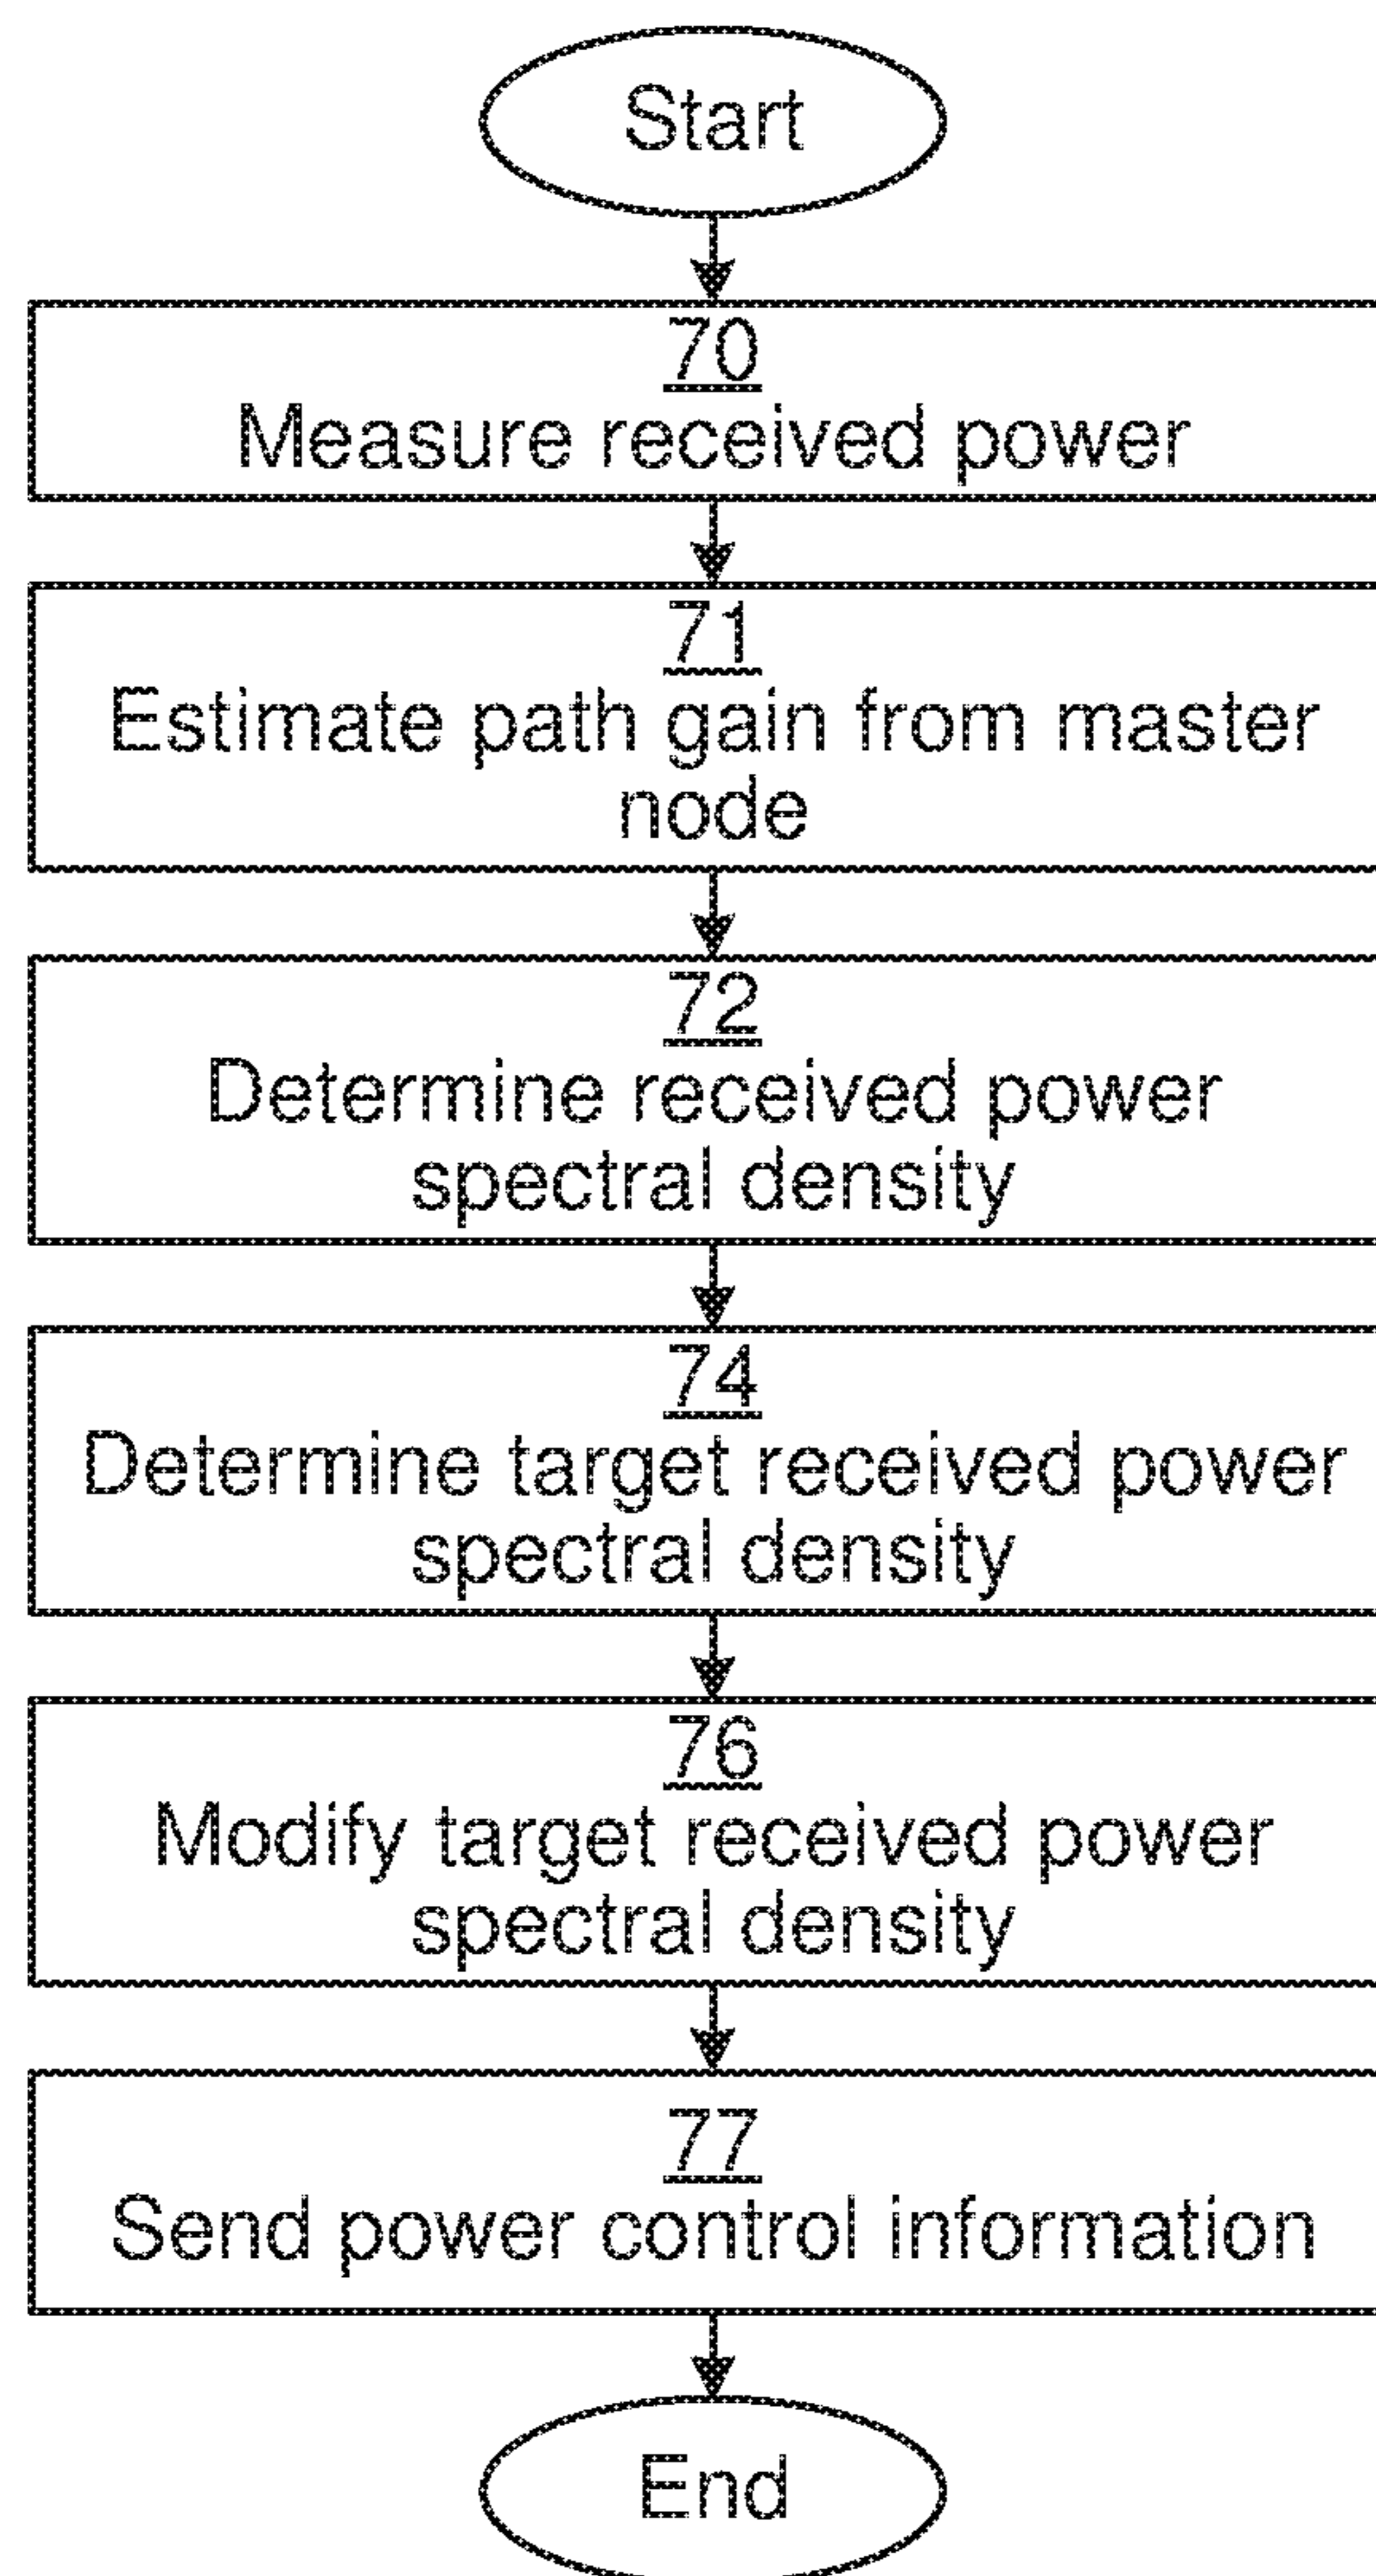 Start
70
Measure received power
71
Estimate path gain from master
node
72
Determine received power
spectral density
74
Determine target received power
spectral density
76
Modify target received power
spectral density
77
Send power control information
End